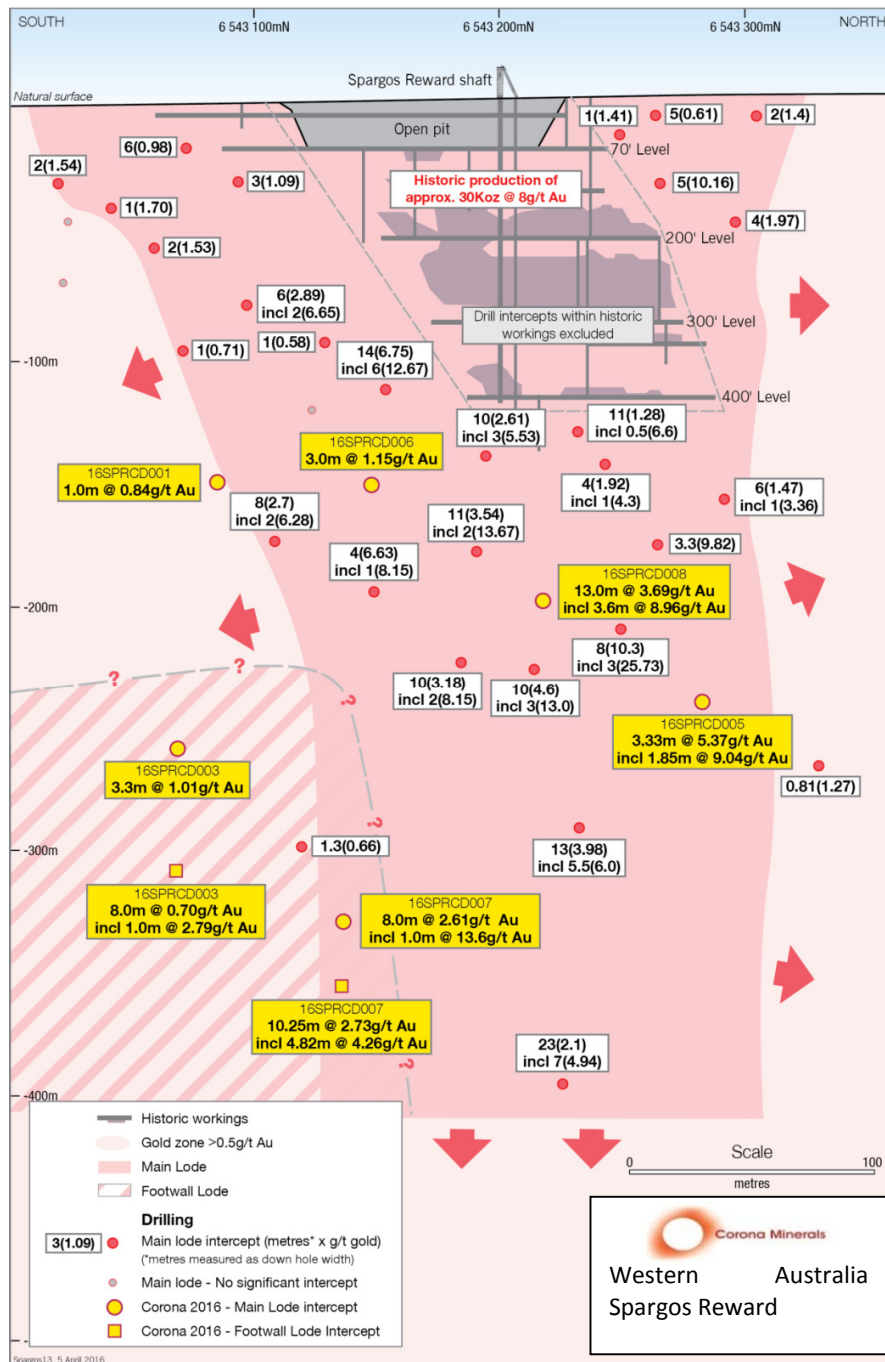 SOUTH
6 543 100mN
6 543 200mN
6 543 300mN
NORTH
Spargos Reward shaft
Natural surface
Open pit
1(1.41)
5(0.61)
2(1.4)
6(0.98)
70' Level
2(1.54)
3(1.09)
Historic production of
approx. 30Koz @ 8g/t Au
5(10.16)
1(1.70)
4(1.97)
2(1.53)
200' Level
6(2.89)
incl 2(6.65)
Drill intercepts within historic
workings excluded
300' Level
1(0.71)
1(0.58)
14(6.75)
incl 6(12.67)
-100m
400' Level
10(2.61)
incl 3(5.53)
11(1.28)
incl 0.5(6.6)
16SPRCD006
3.0m @ 1.15g/t Au
16SPRCD001
1.0m @ 0.84g/t Au
4(1.92)
incl 1(4.3)
6(1.47)
incl 1(3.36)
8(2.7)
incl 2(6.28)
11(3.54)
incl 2(13.67)
3.3(9.82)
4(6.63)
incl 1(8.15)
16SPRCD008
13.0m @ 3.69g/t Au
incl 3.6m @ 8.96g/t Au
-200m
8(10.3)
incl 3(25.73)
10(3.18)
incl 2(8.15)
10(4.6)
incl 3(13.0)
?
?
?
16SPRCD005
3.33m @ 5.37g/t Au
incl 1.85m @ 9.04g/t Au
16SPRCD003
3.3m @ 1.01g/t Au
0.81(1.27)
?
-300m
1.3(0.66)
13(3.98)
incl 5.5(6.0)
16SPRCD003
8.0m @ 0.70g/t Au
incl 1.0m @ 2.79g/t Au
16SPRCD007
8.0m @ 2.61g/t Au
incl 1.0m @ 13.6g/t Au
16SPRCD007
10.25m @ 2.73g/t Au
incl 4.82m @ 4.26g/t Au
23(2.1)
incl 7(4.94)
?
-400m
Historic workings
Gold zone >0.5g/t Au
Main Lode
Footwall Lode
Drilling
3(1.09)
Main lode intercept (metres* x g/t gold)
(*metres measured as down hole width)
Main lode - No significant intercept
Corona 2016 - Main Lode intercept
Corona 2016 - Footwall Lode Intercept
Scale
0
100
metres
Corona Minerals
Western Australia
Spargos Reward
Spargos13 5 April 2016